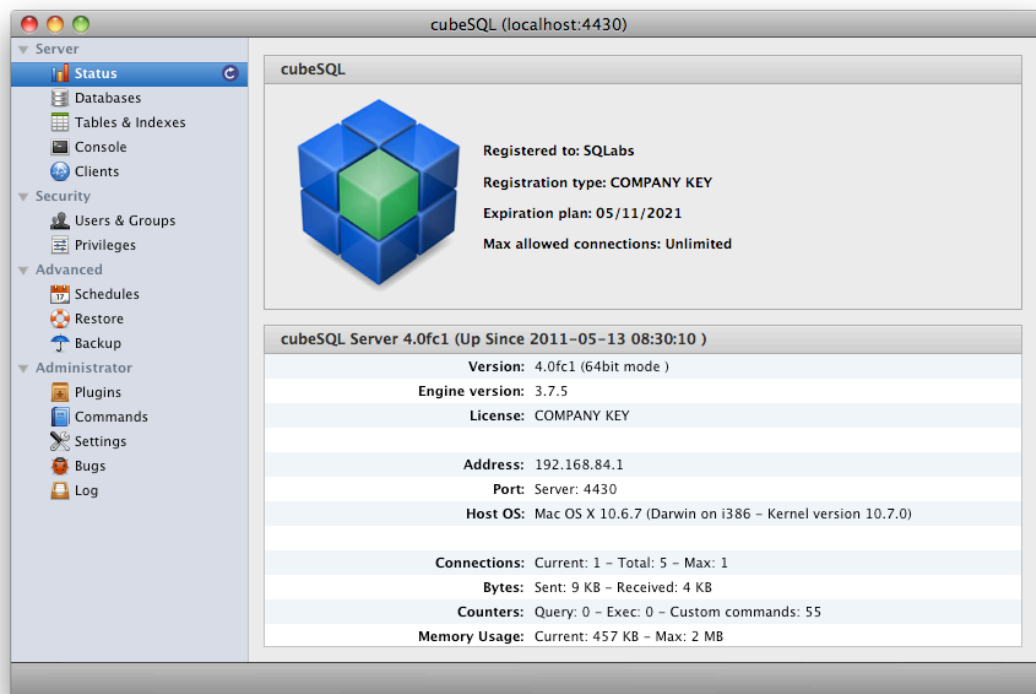 cubeSQL (localhost:4430)
Server
Status
Databases
Tables & Indexes
Console
Clients
Security
Users & Groups
Privileges
Advanced
17
Schedules
Restore
Backup
Administrator
Plugins
Commands
Settings
Bugs
Log
cubeSQL
Registered to: SQLabs
Registration type: COMPANY KEY
Expiration plan: 05/11/2021
Max allowed connections: Unlimited
cubeSQL Server 4.0fc1 (Up Since 2011-05-13 08:30:10 )
Version: 4.0fc1 (64bit mode )
Engine version: 3.7.5
License: COMPANY KEY
Address: 192.168.84.1
Port: Server: 4430
Host OS: Mac OS X 10.6.7 (Darwin on i386 - Kernel version 10.7.0)
Connections: Current: 1 - Total: 5 - Max: 1
Bytes: Sent: 9 KB - Received: 4 KB
Counters: Query: 0 - Exec: 0 - Custom commands: 55
Memory Usage: Current: 457 KB - Max: 2 MB